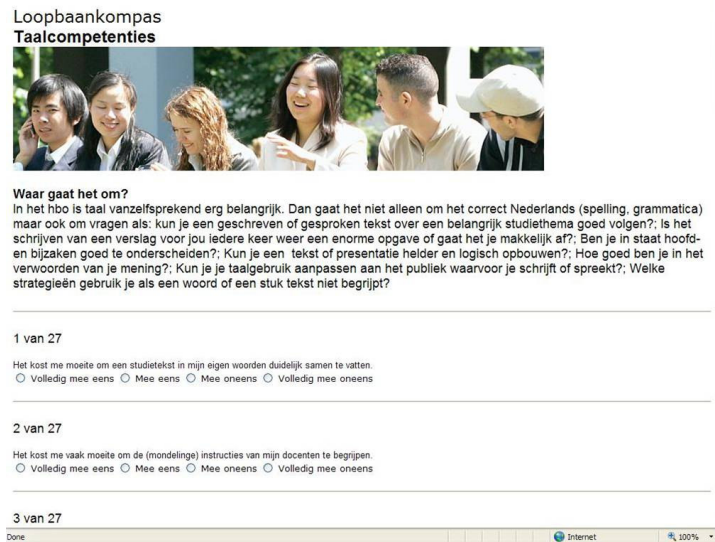 Loopbaankompas
Taalcompetenties
Waar gaat het om?
In het hbo is taal vanzelfsprekend erg belangrijk. Dan gaat het niet alleen om het correct Nederlands (spelling, grammatica)
maar ook om vragen als: kun je een geschreven of gesproken tekst over een belangrijk studiethema goed volgen?; Is het
schrijven van een verslag voor jou iedere keer weer een enorme opgave of gaat het je makkelijk af?; Ben je in staat hoofd-
en bijzaken goed te onderscheiden?; Kun je een tekst of presentatie helder en logisch opbouwen?; Hoe goed ben je in het
verwoorden van je mening?; Kun je je taalgebruik aanpassen aan het publiek waarvoor je schrijft of spreekt?; Welke
strategieën gebruik je als een woord of een stuk tekst niet begrijpt?
1 van 27
Het kost me moeite om een studietekst in mijn eigen woorden duidelijk samen te vatten.
Volledig mee eens Mee eens Mee oneens Volledig mee oneens
2 van 27
Het kost me vaak moeite om de (mondelinge) instructies van mijn docenten te begrijpen.
Volledig mee eens Mee eens Mee oneens Volledig mee oneens
3 van 27
Done Internet 100%